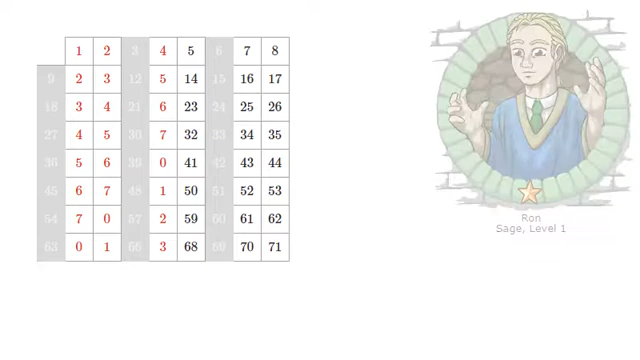 1 2 3 4 5 6 7 8
9 2 3 12 5 14 15 16 17
18 3 4 21 6 23 24 25 26
27 4 5 30 7 32 33 34 35
36 5 6 39 0 41 42 43 44
45 6 7 48 1 50 51 52 53
54 7 0 57 2 59 60 61 62
63 0 1 66 3 68 69 70 71
Ron
Sage, Level 1